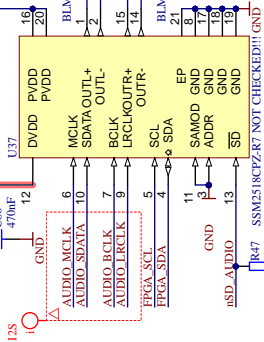 16
20
1
2
15
14
21
8
17
18
19
GND
BLM
BLM
PVDD
PVDD
OUTL+
OUTL-
OUTR+
OUTR-
EP
GND
GND
GND
GND
DVDD
MCLK
SDATA
BCLK
LRCLK
SCL
SDA
SAMOD
ADDR
SD
U37
SSM2518CPZ-R7 NOT CHECKED!!!
12
6
10
7
9
5
4
11
3
13
470nF
GND
AUDIO_MCLK
AUDIO_SDATA
AUDIO_BCLK
AUDIO_LRCLK
FPGA_SCL
FPGA_SDA
GND
nSD_AUDIO
R47
I2S
i